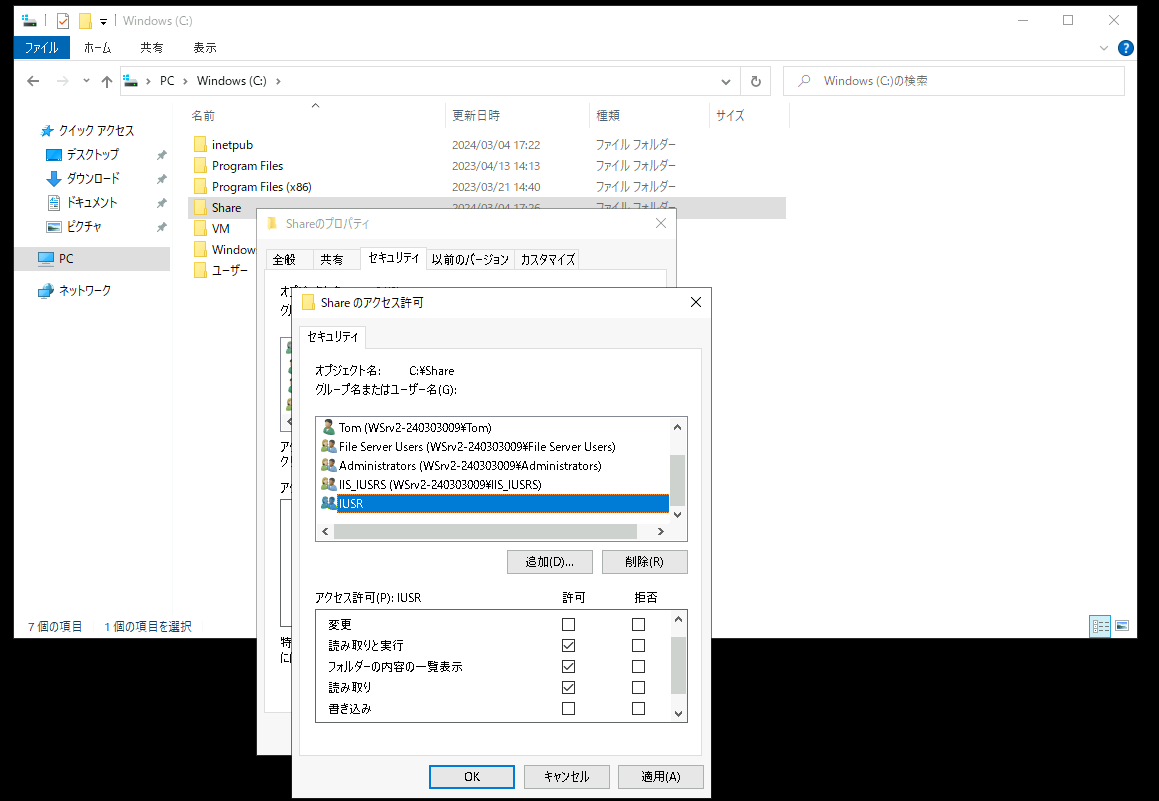 Windows (C:)
ファイル ホーム 共有 表示
PC Windows (C:) Windows (C:)の検索
名前 更新日時 種類 サイズ
クイック アクセス
デスクトップ
ダウンロード
ドキュメント
ピクチャ
PC
ネットワーク
inetpub 2024/03/04 17:22 ファイル フォルダー
Program Files 2023/04/13 14:13 ファイル フォルダー
Program Files (x86) 2023/03/21 14:40 ファイル フォルダー
Share 2024/03/04 17:26 ファイル フォルダー
VM
Window
ユーザー
7 個の項目 1 個の項目を選択
Shareのプロパティ
全般 共有 セキュリティ 以前のバージョン カスタマイズ
Share のアクセス許可
セキュリティ
オブジェクト名: C:¥Share
グループ名またはユーザー名(G):
Tom (WSrv2-240303009¥Tom)
File Server Users (WSrv2-240303009¥File Server Users)
Administrators (WSrv2-240303009¥Administrators)
IIS_IUSRS (WSrv2-240303009¥IIS_IUSRS)
IUSR
追加(D)... 削除(R)
アクセス許可(P): IUSR 許可 拒否
変更
読み取りと実行
フォルダーの内容の一覧表示
読み取り
書き込み
OK キャンセル 適用(A)